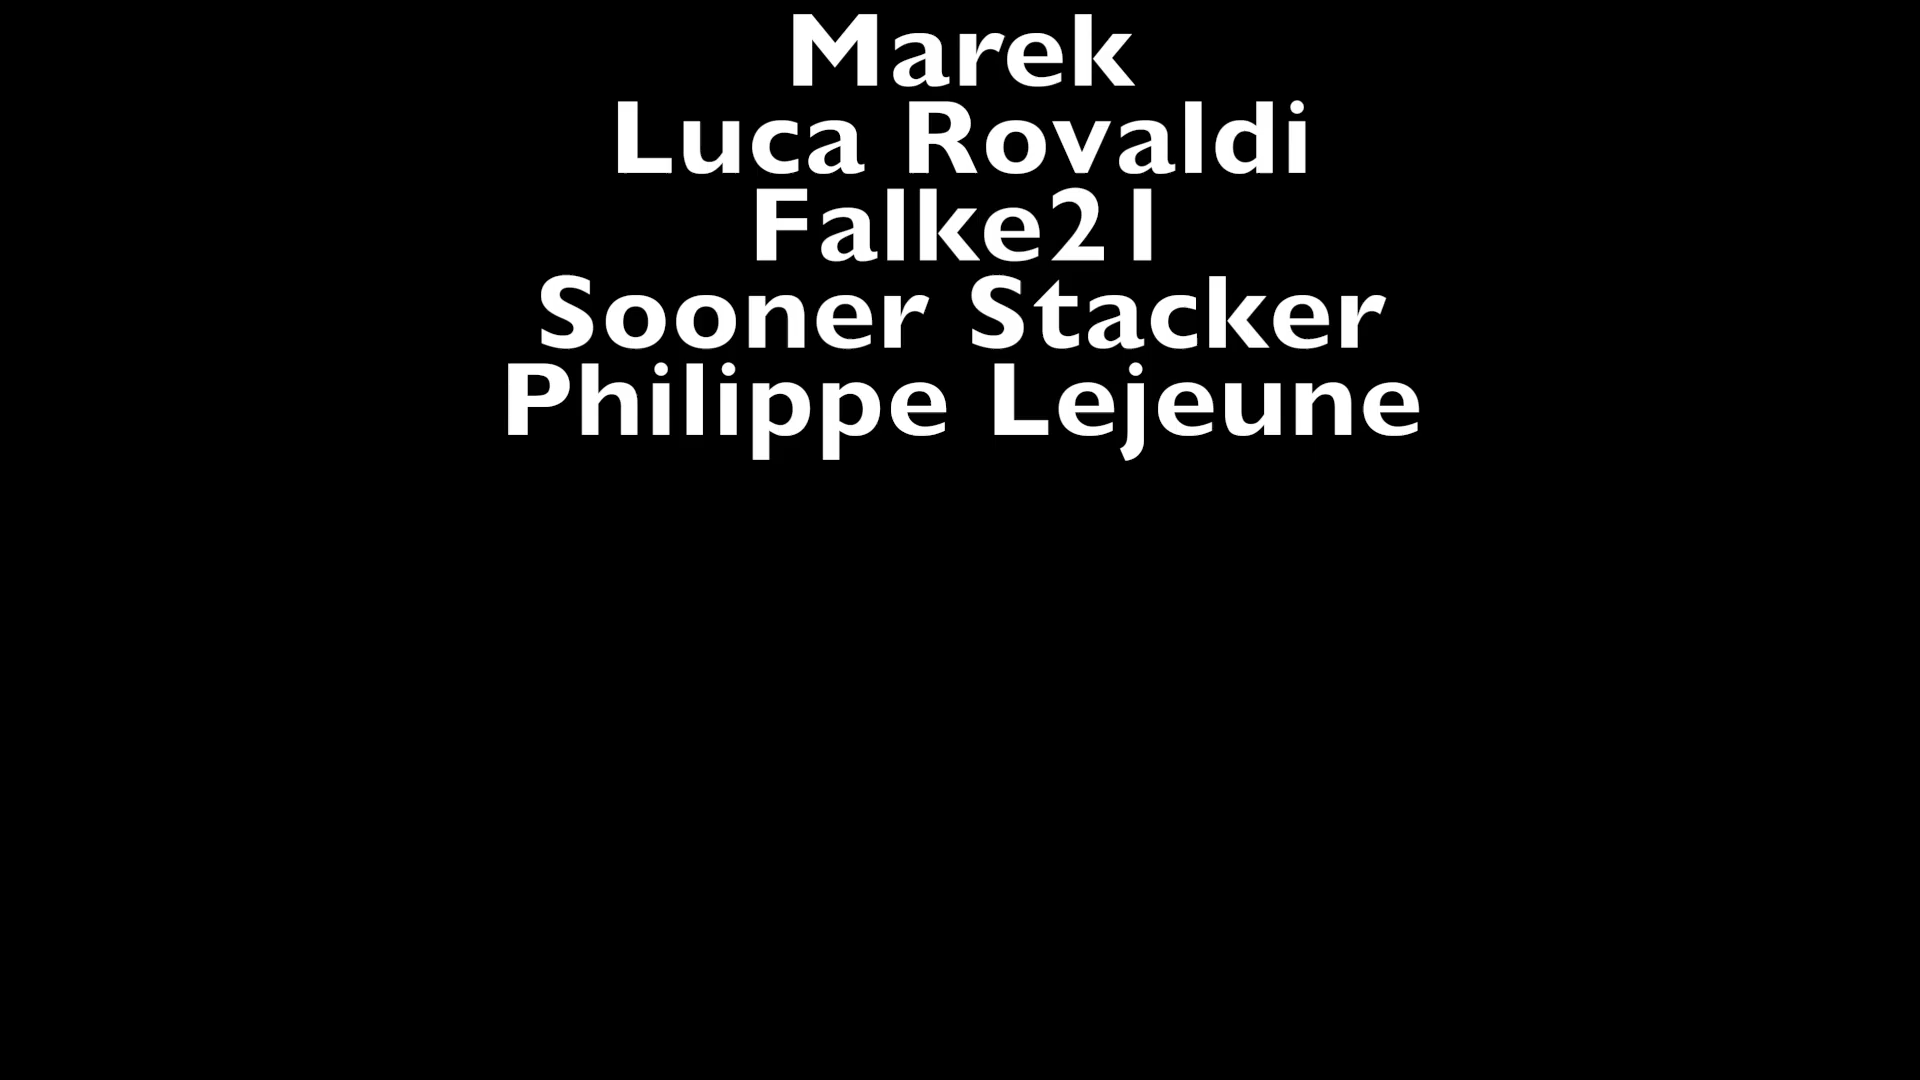 Marek
Luca Rovaldi
Falke21
Sooner Stacker
Philippe Lejeune